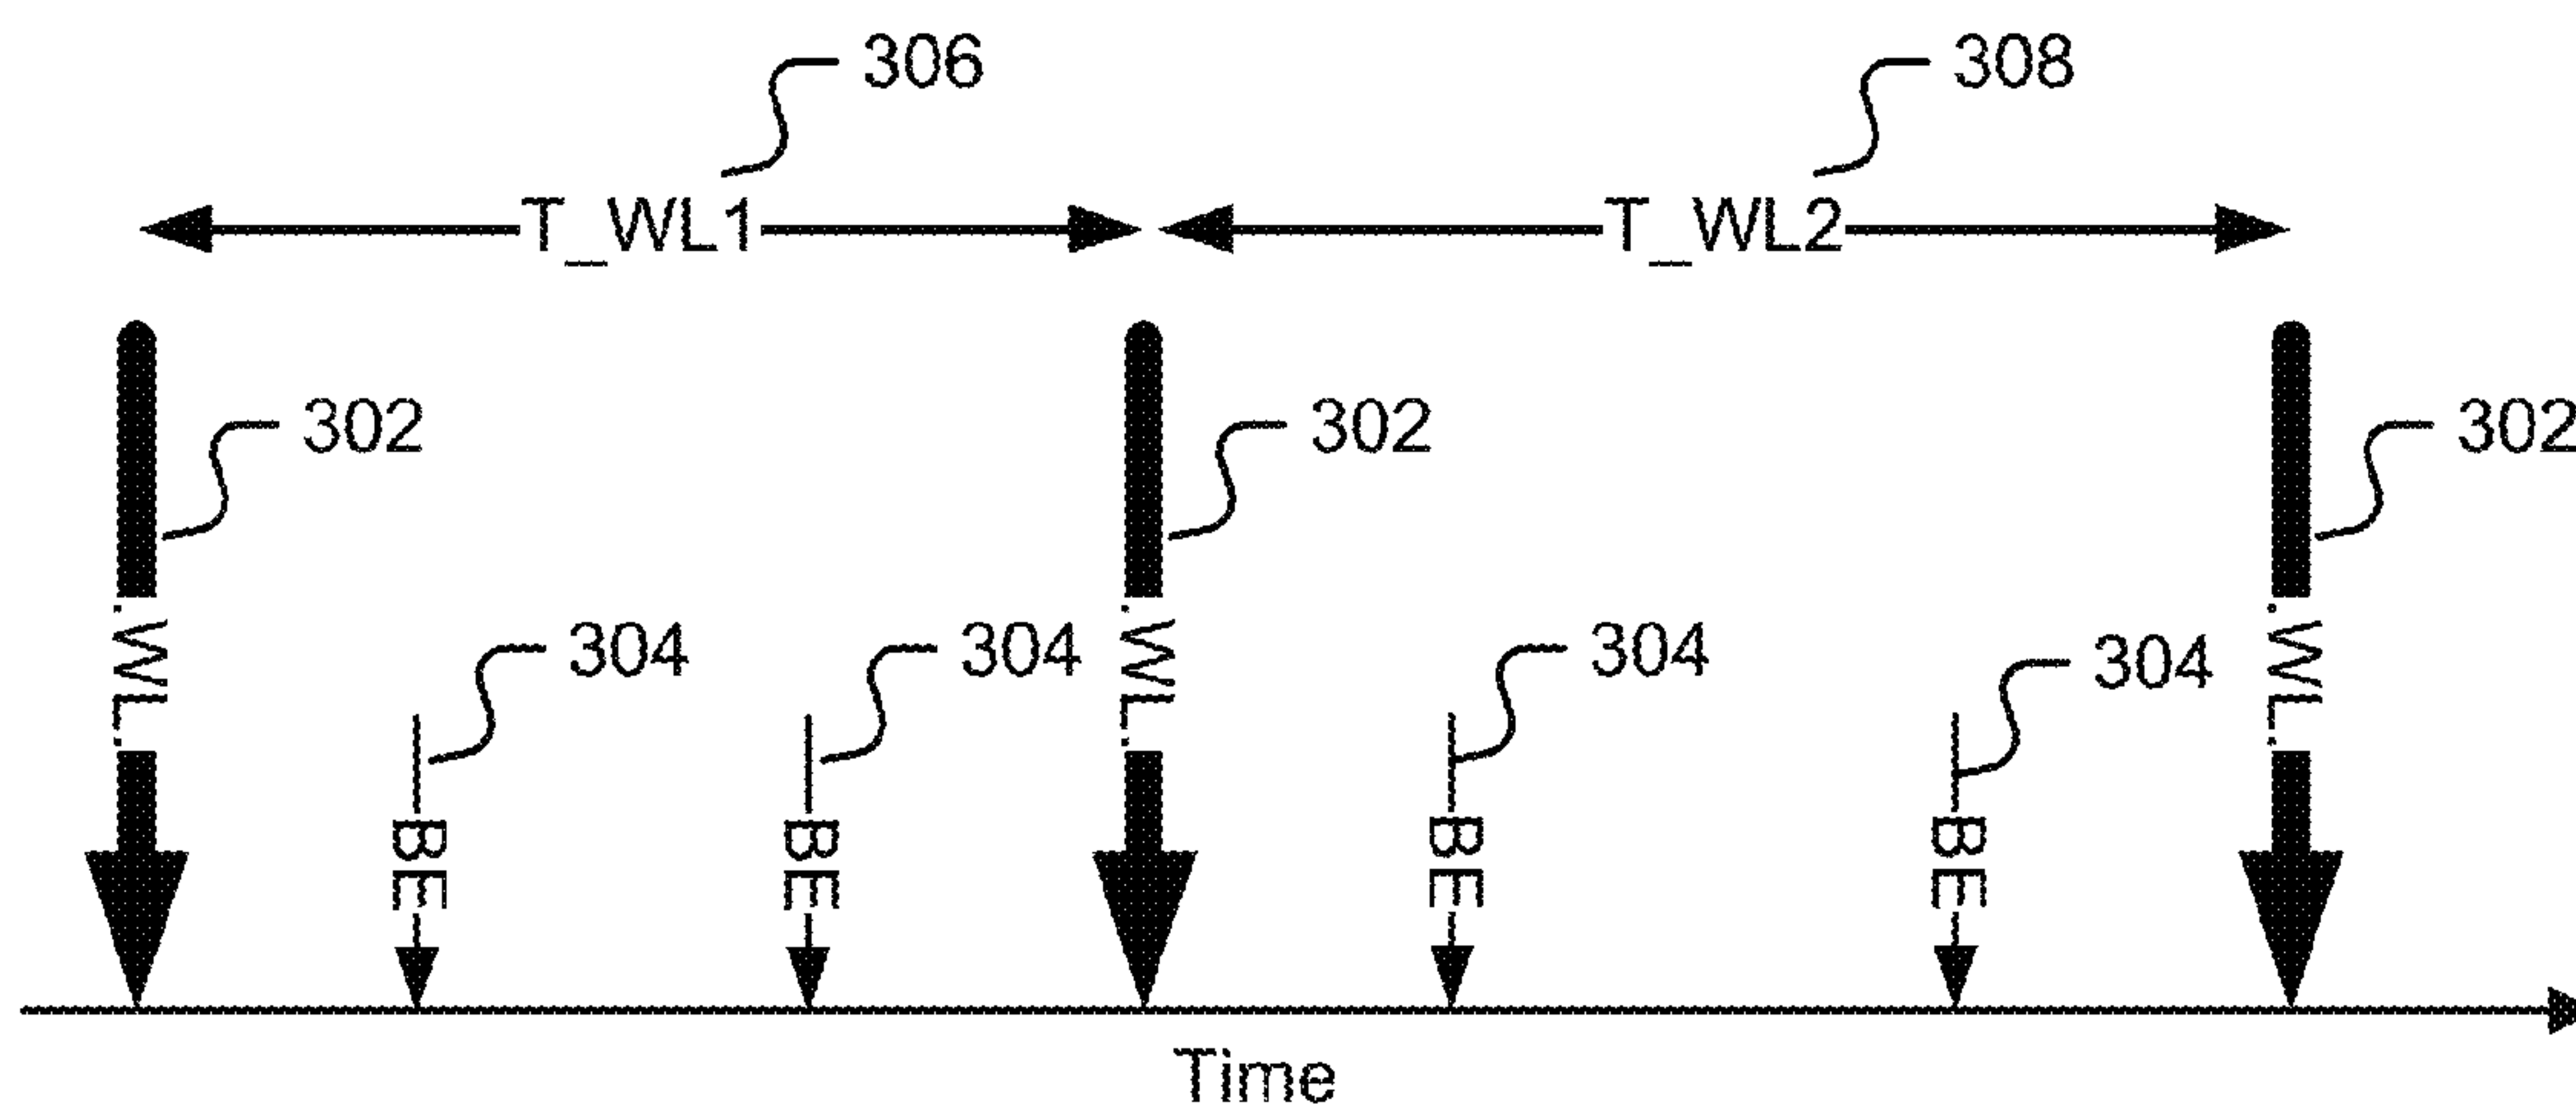 306 308
T_WL1 T_WL2
302 302 302
.WL. .WL. .WL.
304 304 304 304
BE BE BE BE
Time